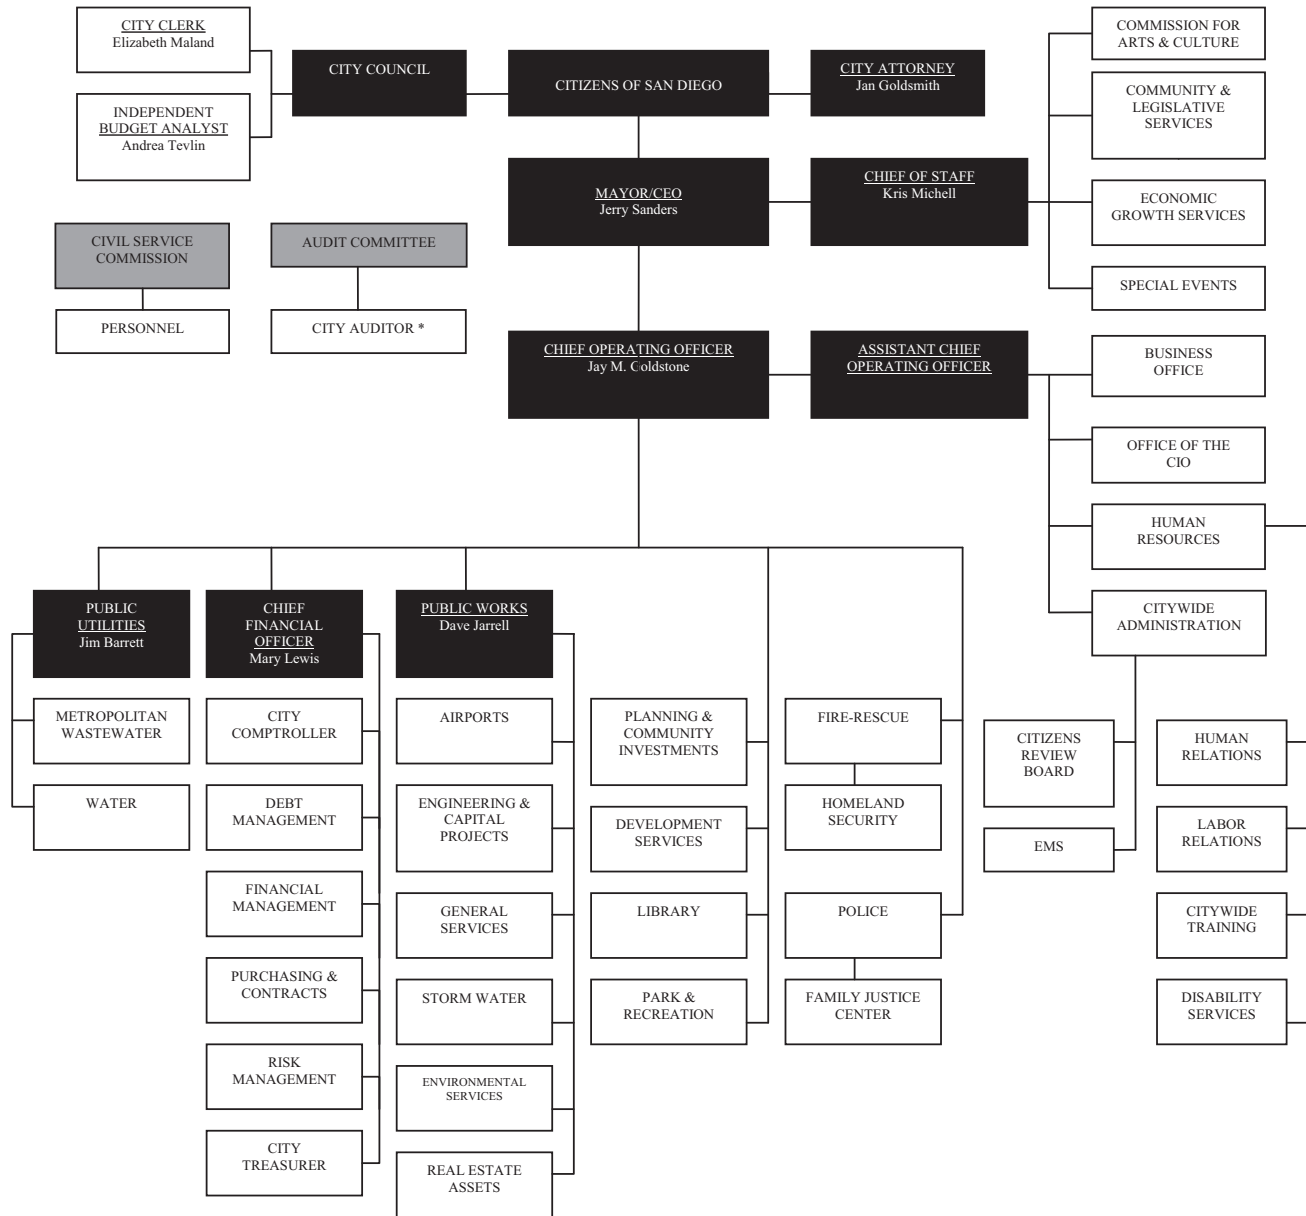 CITY CLERK
Elizabeth Maland
INDEPENDENT
BUDGET ANALYST
Andrea Tevlin
CITY COUNCIL
CITIZENS OF SAN DIEGO
CITY ATTORNEY
Jan Goldsmith
MAYOR/CEO
Jerry Sanders
CHIEF OF STAFF
Kris Michell
COMMISSION FOR
ARTS & CULTURE
COMMUNITY &
LEGISLATIVE
SERVICES
ECONOMIC
GROWTH SERVICES
SPECIAL EVENTS
CIVIL SERVICE
COMMISSION
PERSONNEL
AUDIT COMMITTEE
CITY AUDITOR *
CHIEF OPERATING OFFICER
Jay M. Goldstone
ASSISTANT CHIEF
OPERATING OFFICER
BUSINESS
OFFICE
OFFICE OF THE
CIO
HUMAN
RESOURCES
CITYWIDE
ADMINISTRATION
PUBLIC
UTILITIES
Jim Barrett
METROPOLITAN
WASTEWATER
WATER
CHIEF
FINANCIAL
OFFICER
Mary Lewis
CITY
COMPTROLLER
DEBT
MANAGEMENT
FINANCIAL
MANAGEMENT
PURCHASING &
CONTRACTS
RISK
MANAGEMENT
CITY
TREASURER
PUBLIC WORKS
Dave Jarrell
AIRPORTS
ENGINEERING &
CAPITAL
PROJECTS
GENERAL
SERVICES
STORM WATER
ENVIRONMENTAL
SERVICES
REAL ESTATE
ASSETS
PLANNING &
COMMUNITY
INVESTMENTS
DEVELOPMENT
SERVICES
LIBRARY
PARK &
RECREATION
FIRE-RESCUE
HOMELAND
SECURITY
POLICE
FAMILY JUSTICE
CENTER
CITIZENS
REVIEW
BOARD
EMS
HUMAN
RELATIONS
LABOR
RELATIONS
CITYWIDE
TRAINING
DISABILITY
SERVICES